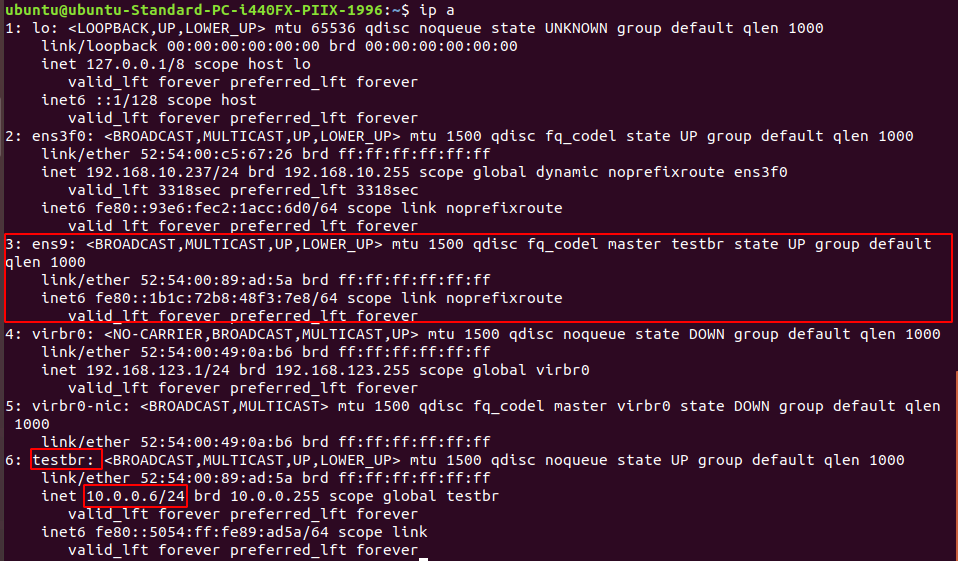 ubuntu@ubuntu-Standard-PC-i440FX-PIIX-1996:~$ ip a
1: lo: <LOOPBACK,UP,LOWER_UP> mtu 65536 qdisc noqueue state UNKNOWN group default qlen 1000
    link/loopback 00:00:00:00:00:00 brd 00:00:00:00:00:00
    inet 127.0.0.1/8 scope host lo
       valid_lft forever preferred_lft forever
    inet6 ::1/128 scope host
       valid_lft forever preferred_lft forever
2: ens3f0: <BROADCAST,MULTICAST,UP,LOWER_UP> mtu 1500 qdisc fq_codel state UP group default qlen 1000
    link/ether 52:54:00:c5:67:26 brd ff:ff:ff:ff:ff:ff
    inet 192.168.10.237/24 brd 192.168.10.255 scope global dynamic noprefixroute ens3f0
       valid_lft 3318sec preferred_lft 3318sec
    inet6 fe80::93e6:fec2:1acc:6d0/64 scope link noprefixroute
       valid_lft forever preferred_lft forever
3: ens9: <BROADCAST,MULTICAST,UP,LOWER_UP> mtu 1500 qdisc fq_codel master testbr state UP group default
qlen 1000
    link/ether 52:54:00:89:ad:5a brd ff:ff:ff:ff:ff:ff
    inet6 fe80::1b1c:72b8:48f3:7e8/64 scope link noprefixroute
       valid_lft forever preferred_lft forever
4: virbr0: <NO-CARRIER,BROADCAST,MULTICAST,UP> mtu 1500 qdisc noqueue state DOWN group default qlen 1000
    link/ether 52:54:00:49:0a:b6 brd ff:ff:ff:ff:ff:ff
    inet 192.168.123.1/24 brd 192.168.123.255 scope global virbr0
       valid_lft forever preferred_lft forever
5: virbr0-nic: <BROADCAST,MULTICAST> mtu 1500 qdisc fq_codel master virbr0 state DOWN group default qlen
 1000
    link/ether 52:54:00:49:0a:b6 brd ff:ff:ff:ff:ff:ff
6: testbr: <BROADCAST,MULTICAST,UP,LOWER_UP> mtu 1500 qdisc noqueue state UP group default qlen 1000
    link/ether 52:54:00:89:ad:5a brd ff:ff:ff:ff:ff:ff
    inet 10.0.0.6/24 brd 10.0.0.255 scope global testbr
       valid_lft forever preferred_lft forever
    inet6 fe80::5054:ff:fe89:ad5a/64 scope link
       valid_lft forever preferred_lft forever